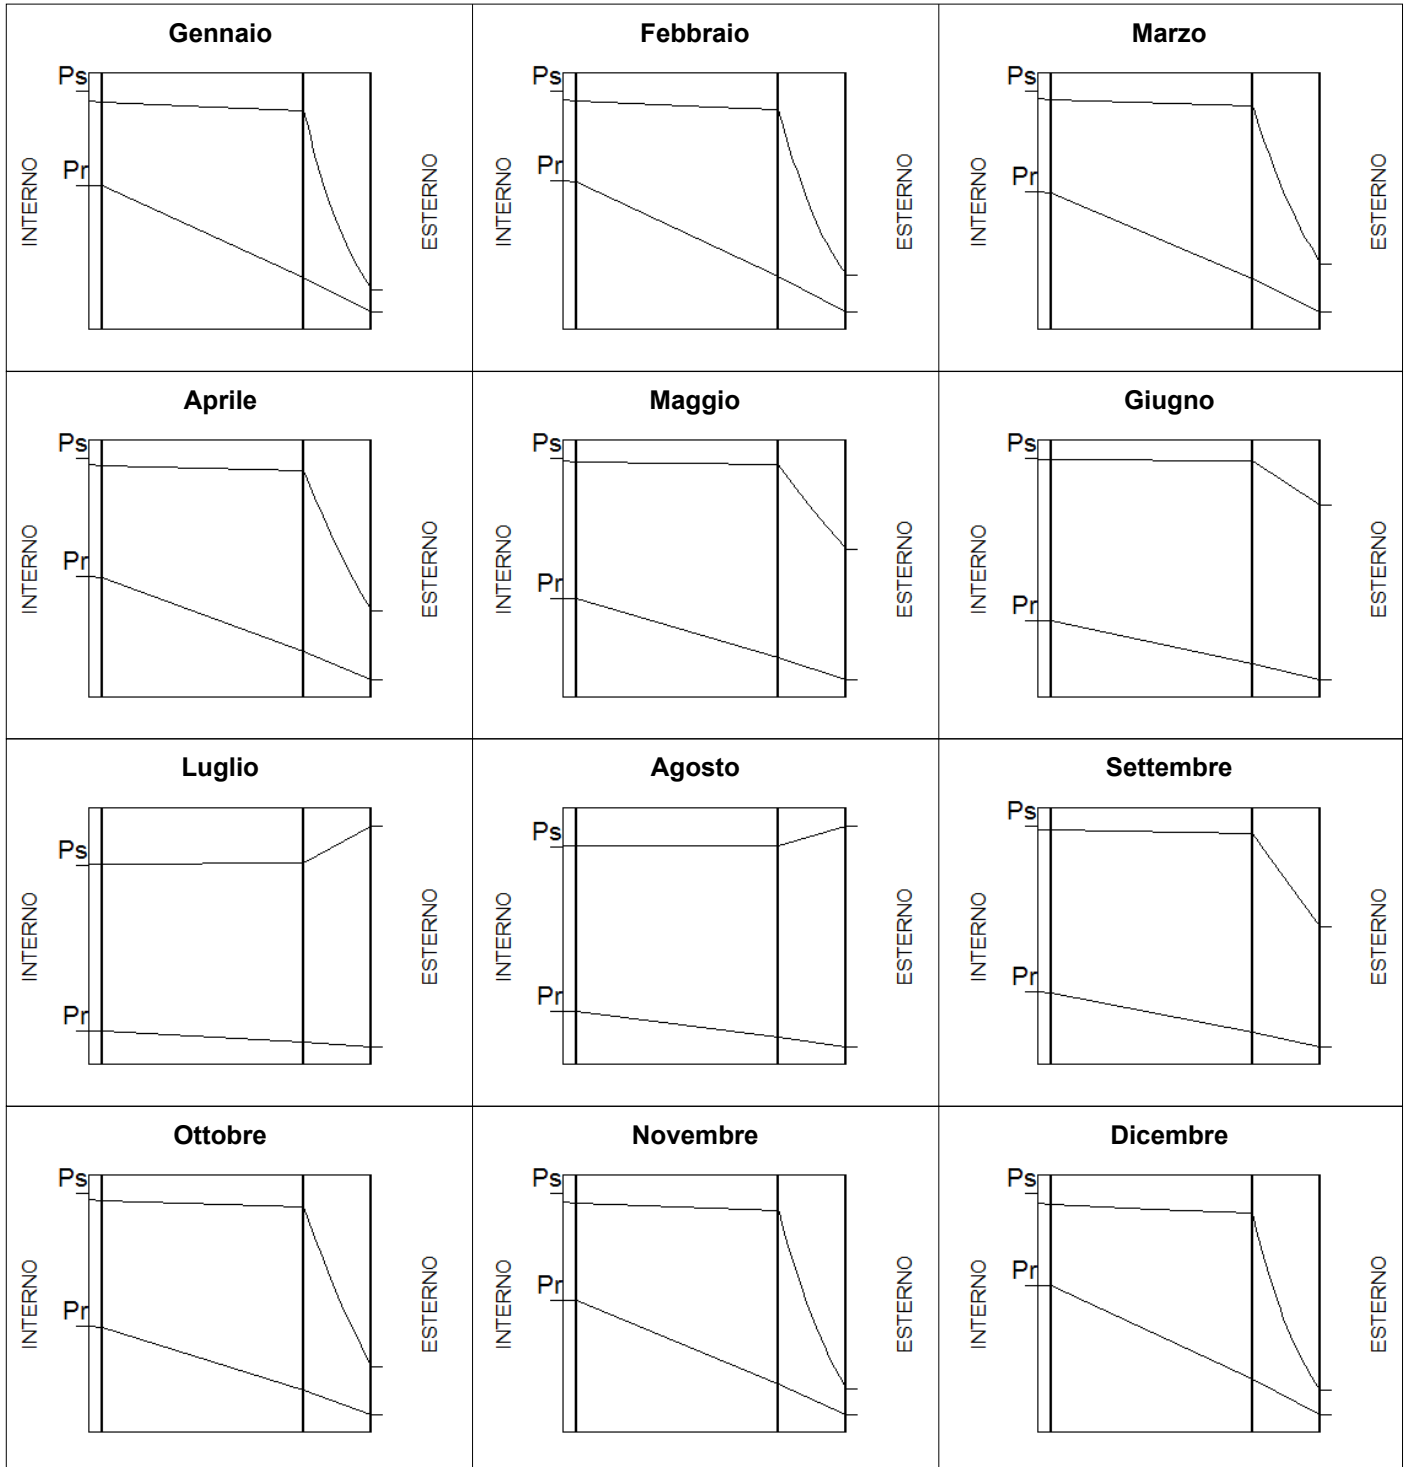 Gennaio
Ps
Pr
INTERNO
ESTERNO
Febbraio
Ps
Pr
INTERNO
ESTERNO
Marzo
Ps
Pr
INTERNO
ESTERNO
Aprile
Ps
Pr
INTERNO
ESTERNO
Maggio
Ps
Pr
INTERNO
ESTERNO
Giugno
Ps
Pr
INTERNO
ESTERNO
Luglio
Ps
Pr
INTERNO
ESTERNO
Agosto
Ps
Pr
INTERNO
ESTERNO
Settembre
Ps
Pr
INTERNO
ESTERNO
Ottobre
Ps
Pr
INTERNO
ESTERNO
Novembre
Ps
Pr
INTERNO
ESTERNO
Dicembre
Ps
Pr
INTERNO
ESTERNO